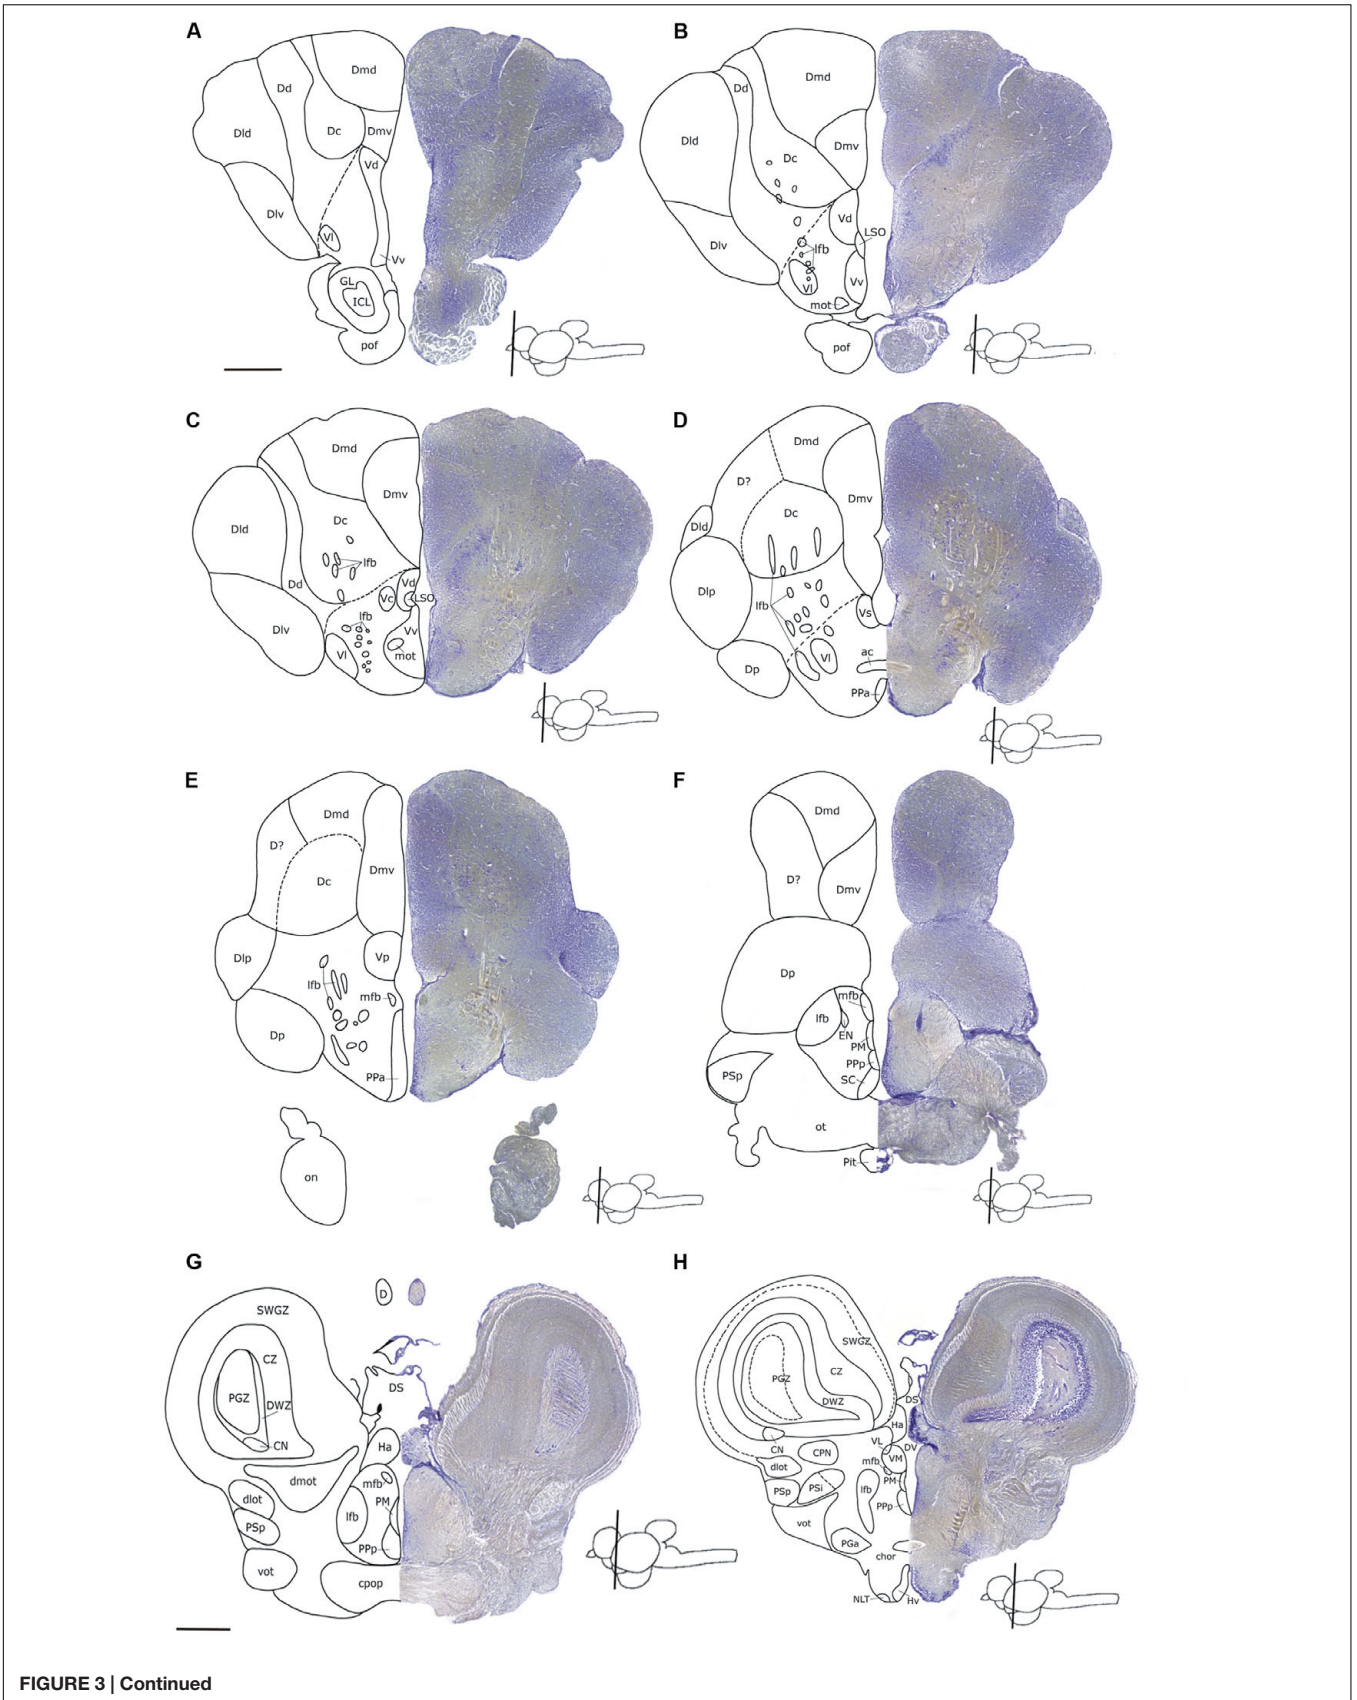 A
Dmd
Dd
Dld
Dc
Dmv
Vd
Dlv
Vl
Vv
GL
ICL
pof
B
Dmd
Dd
Dld
Dmv
Dc
Vd
LSO
Dlv
lfb
Vl
Vv
mot
pof
C
Dmd
Dmv
Dc
Dld
lfb
Dd
Vd
Vc
LSO
lfb
Dlv
Vv
Vl
mot
D
Dmd
D?
Dmv
Dc
Dld
Dlp
lfb
Vs
ac
Vl
Dp
PPa
E
Dmd
D?
Dmv
Dc
Dlp
Vp
lfb
mfb
Dp
PPa
on
F
Dmd
D?
Dmv
Dp
mfb
lfb
EN
PM
PPp
PSp
SC
ot
Pit
G
D
SWGZ
CZ
DS
PGZ
DWZ
CN
Ha
dmot
mfb
dlot
PM
lfb
PSp
PPp
vot
cpop
H
SWGZ
CZ
PGZ
DWZ
DS
Ha
VL
DV
CN
CPN
VM
mfb
dlot
PM
PSp
PSi
lfb
PPp
vot
PGa
chor
NLT
Hv
FIGURE 3 | Continued